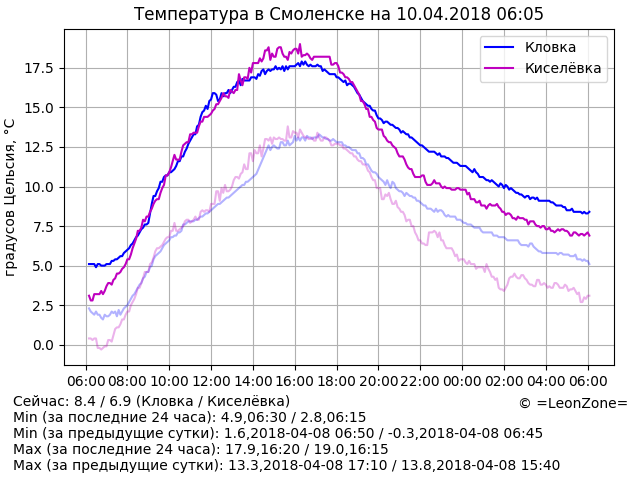 Температура в Смоленске на 10.04.2018 06:05
Кловка
Киселёвка
градусов Цельсия, °C
17.5
15.0
12.5
10.0
7.5
5.0
2.5
0.0
06:00 08:00 10:00 12:00 14:00 16:00 18:00 20:00 22:00 00:00 02:00 04:00 06:00
Сейчас: 8.4 / 6.9 (Кловка / Киселёвка)
© =LeonZone=
Min (за последние 24 часа): 4.9,06:30 / 2.8,06:15
Min (за предыдущие сутки): 1.6,2018-04-08 06:50 / -0.3,2018-04-08 06:45
Max (за последние 24 часа): 17.9,16:20 / 19.0,16:15
Max (за предыдущие сутки): 13.3,2018-04-08 17:10 / 13.8,2018-04-08 15:40